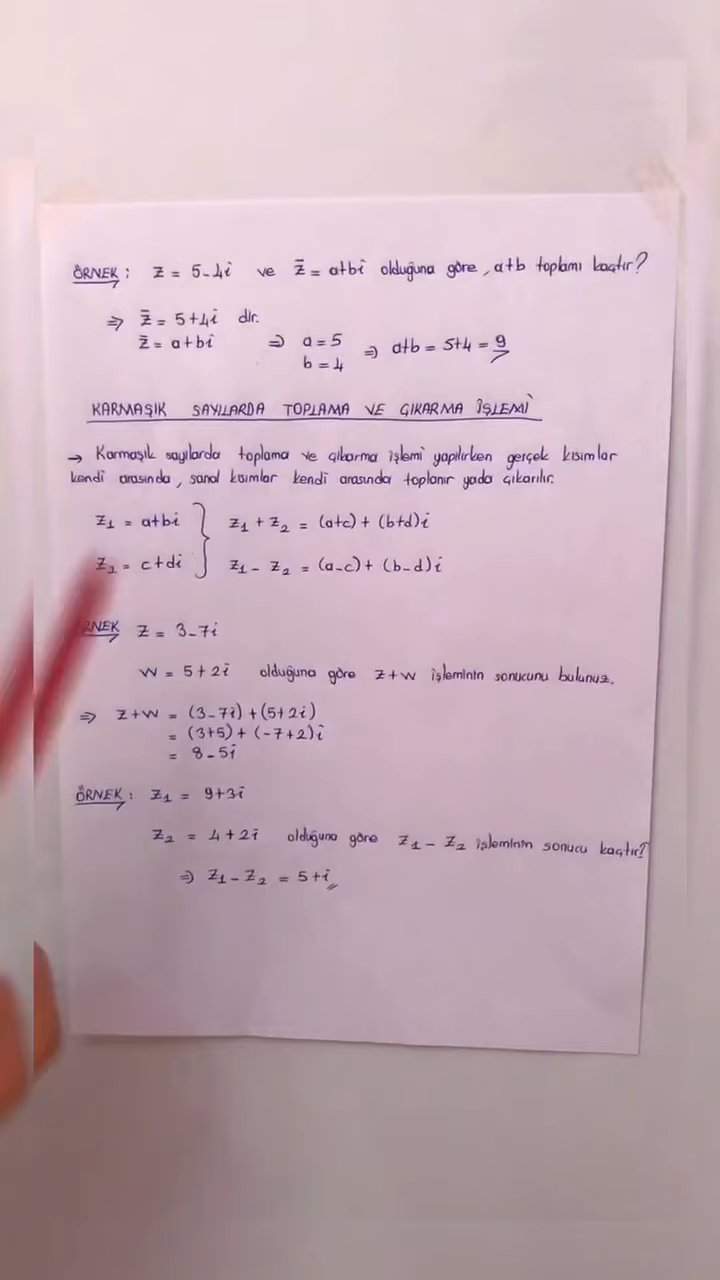 ÖRNEK: z = 5-4i ve z̄ = a+bi olduğuna göre, a+b toplamı kaçtır?
⇒ z̄ = 5+4i dir.
z̄ = a+bi ⇒ a = 5 ⇒ a+b = 5+4 = 9
b = 4
KARMAŞIK SAYILARDA TOPLAMA VE ÇIKARMA İŞLEMİ
→ Karmaşık sayılarda toplama ve çıkarma işlemi yapılırken gerçek kısımlar
kendi arasında, sanal kısımlar kendi arasında toplanır yada çıkarılır.
z₁ = a+bi } z₁ + z₂ = (a+c) + (b+d)i
z₂ = c+di z₁ - z₂ = (a-c) + (b-d)i
RNEK z = 3-7i
w = 5+2i olduğuna göre z+w işleminin sonucunu bulunuz.
⇒ z+w = (3-7i) + (5+2i)
= (3+5) + (-7+2)i
= 8-5i
ÖRNEK: z₁ = 9+3i
z₂ = 4+2i olduğuna göre z₁ - z₂ işleminin sonucu kaçtır?
⇒ z₁ - z₂ = 5+i